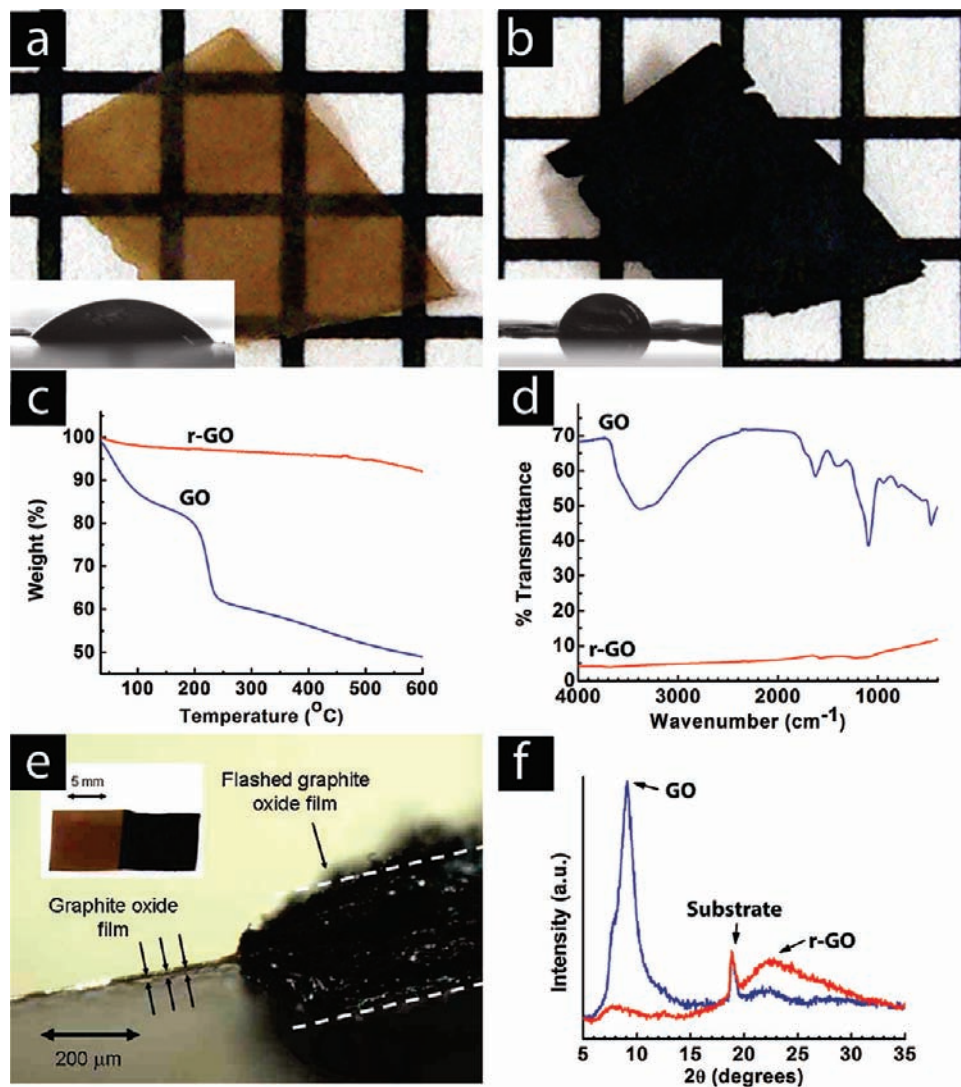 a
b
c
100
90
80
70
60
50
Weight (%)
r-GO
GO
100
200
300
400
500
600
Temperature (°C)
d
70
60
50
40
30
20
10
0
% Transmittance
GO
r-GO
4000
3000
2000
1000
Wavenumber (cm-1)
e
5 mm
Flashed graphite
oxide film
Graphite oxide
film
200 μm
f
GO
Substrate
r-GO
Intensity (a.u.)
5
10
15
20
25
30
35
2θ (degrees)